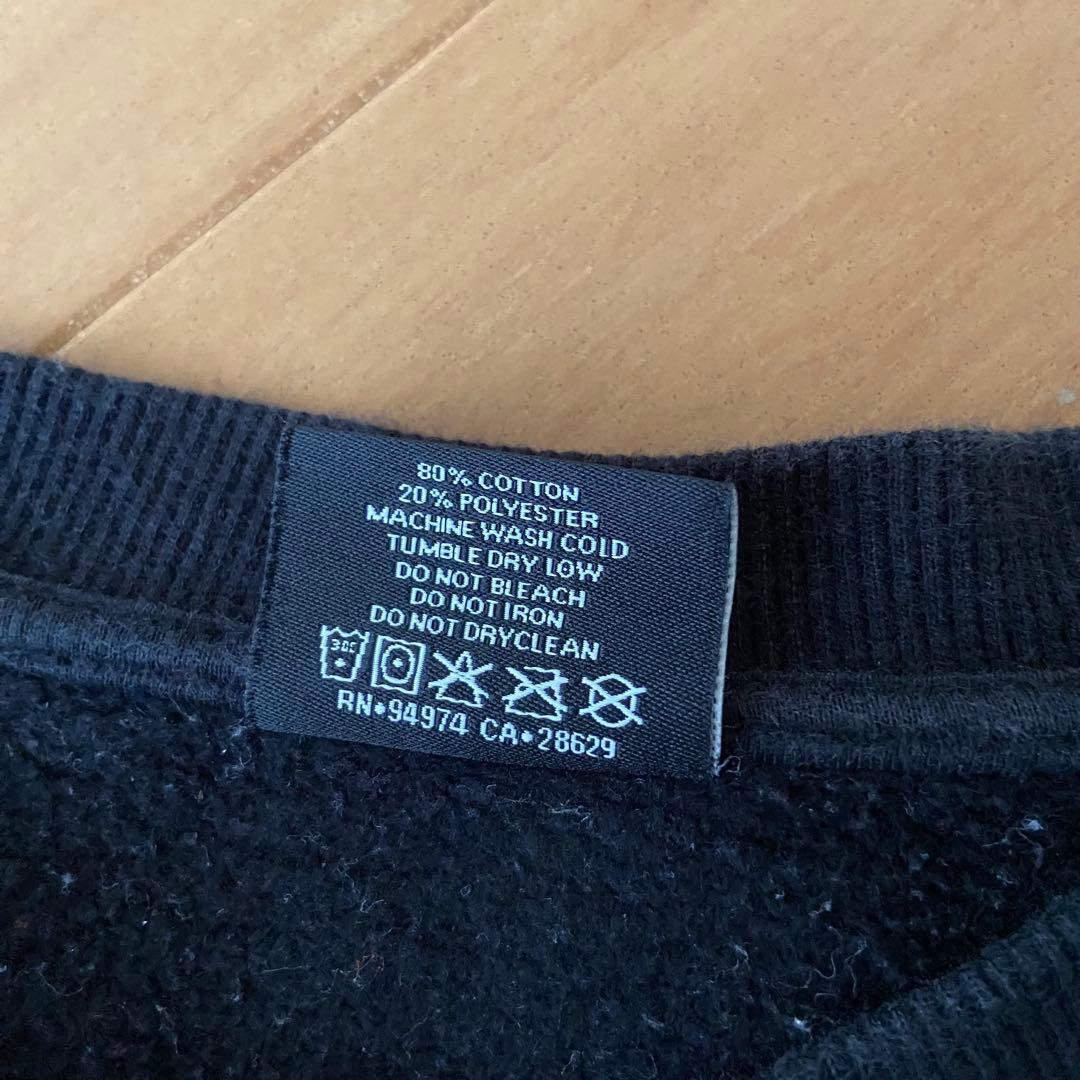 80% COTTON
20% POLYESTER
MACHINE WASH COLD
TUMBLE DRY LOW
DO NOT BLEACH
DO NOT IRON
DO NOT DRYCLEAN
RN•94974 CA•28629